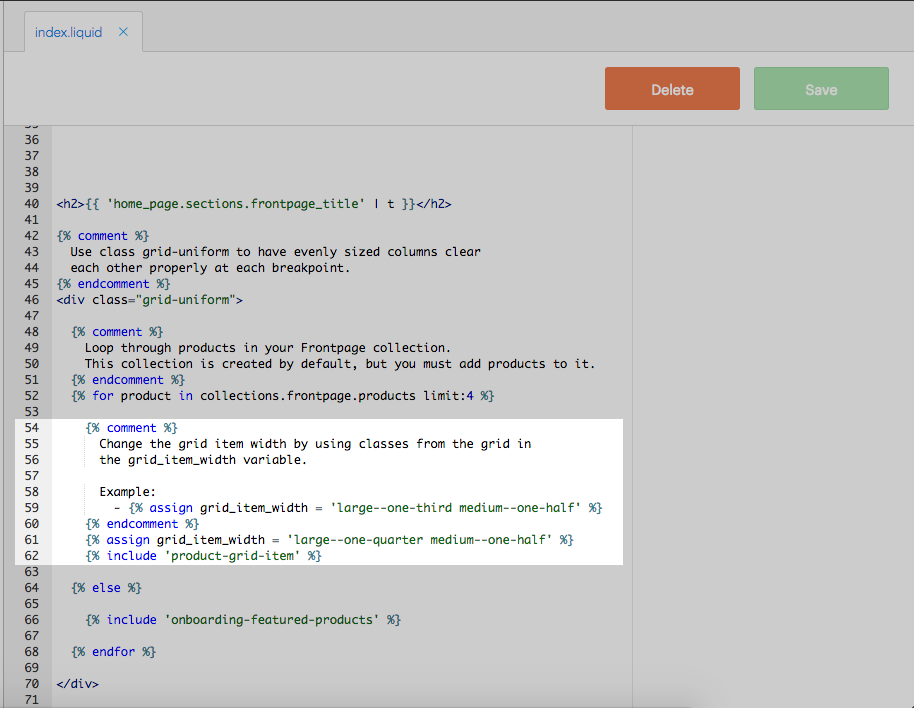 index.liquid ×
Delete Save
35
36
37
38
39
40 <h2>{{ 'home_page.sections.frontpage_title' | t }}</h2>
41
42 {% comment %}
43 Use class grid-uniform to have evenly sized columns clear
44 each other properly at each breakpoint.
45 {% endcomment %}
46 <div class="grid-uniform">
47
48 {% comment %}
49 Loop through products in your Frontpage collection.
50 This collection is created by default, but you must add products to it.
51 {% endcomment %}
52 {% for product in collections.frontpage.products limit:4 %}
53
54 {% comment %}
55 Change the grid item width by using classes from the grid in
56 the grid_item_width variable.
57
58 Example:
59 - {% assign grid_item_width = 'large--one-third medium--one-half' %}
60 {% endcomment %}
61 {% assign grid_item_width = 'large--one-quarter medium--one-half' %}
62 {% include 'product-grid-item' %}
63
64 {% else %}
65
66 {% include 'onboarding-featured-products' %}
67
68 {% endfor %}
69
70 </div>
71